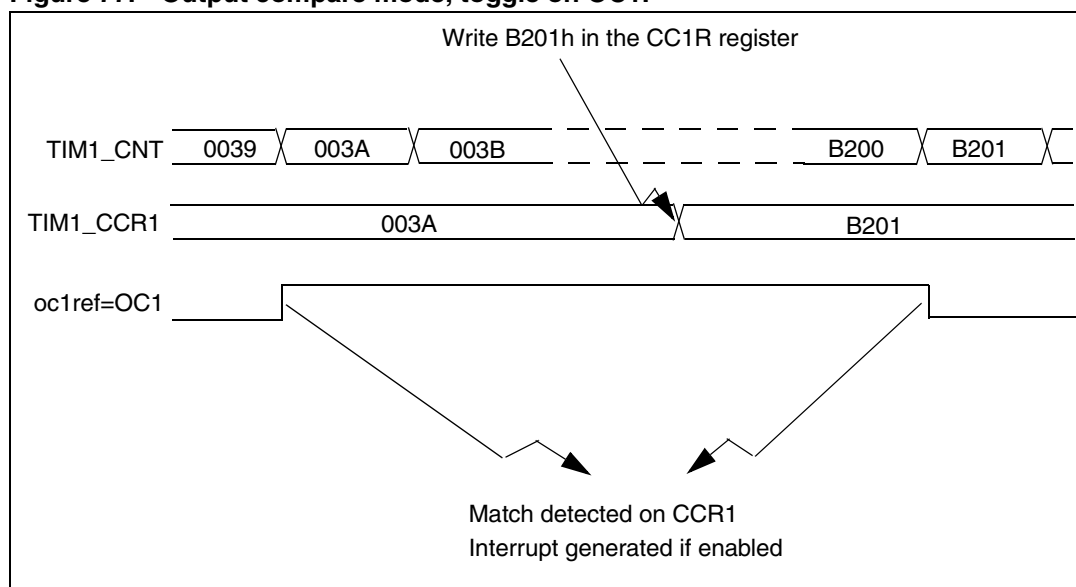 Write B201h in the CC1R register
TIM1_CNT 0039 003A 003B B200 B201
TIM1_CCR1 003A B201
oc1ref=OC1
Match detected on CCR1
Interrupt generated if enabled